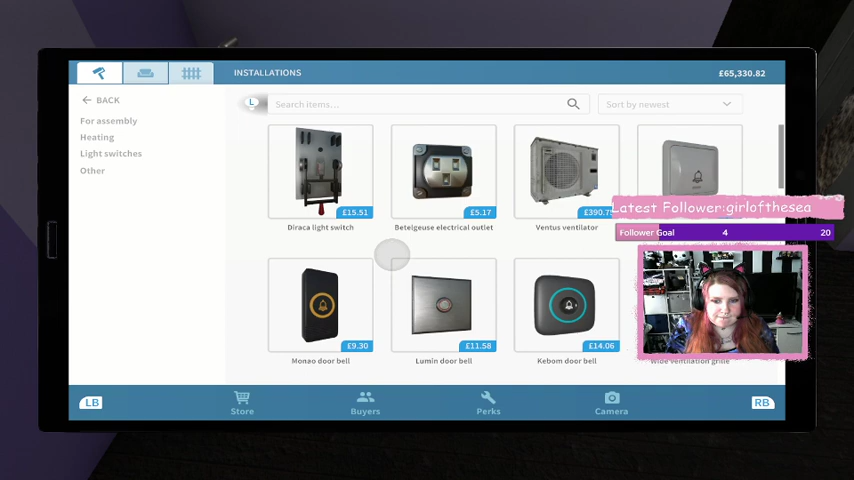 INSTALLATIONS
£65,330.82
BACK
L
Search items...
Sort by newest
For assembly
Heating
Light switches
Other
£15.51
£5.17
Diraca light switch
Betelgeuse electrical outlet
Ventus ventilator
Latest Follower:girlofthesea
Follower Goal
4
20
£9.30
£11.58
£14.06
Monao door bell
Lumin door bell
Kebom door bell
Wide ventilation grille
LB
Store
Buyers
Perks
Camera
RB